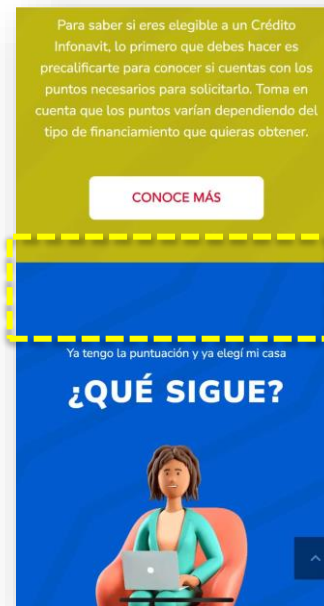 Para saber si eres elegible a un Crédito
Infonavit, lo primero que debes hacer es
precalificarte para conocer si cuentas con los
puntos necesarios para solicitarlo. Toma en
cuenta que los puntos varían dependiendo del
tipo de financiamiento que quieras obtener.
CONOCE MÁS
Ya tengo la puntuación y ya elegí mi casa
¿QUÉ SIGUE?